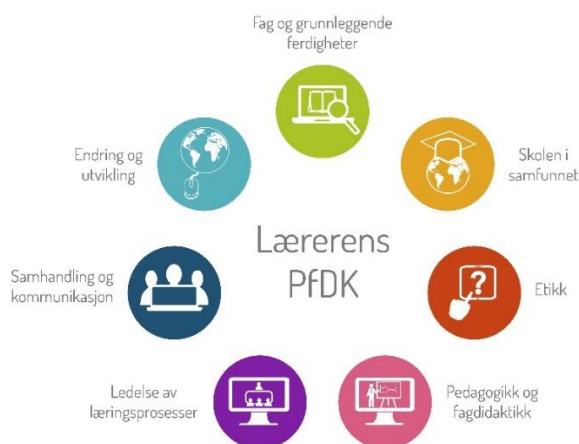 Fag og grunnleggende
ferdigheter
Endring og
utvikling
Skolen i
samfunnet
Lærerens
PfDK
Samhandling og
kommunikasjon
?
Etikk
Ledelse av
læringsprosesser
Pedagogikk og
fagdidaktikk